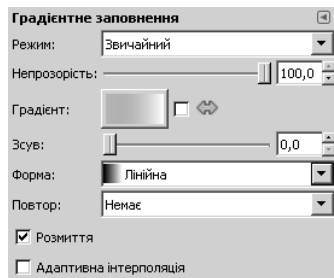 Градієнтне заповнення
Режим: Звичайний
Непрозорість: 100,0
Градієнт:
Зсув: 0,0
Форма: Лінійна
Повтор: Немає
Розмиття
Адаптивна інтерполяція